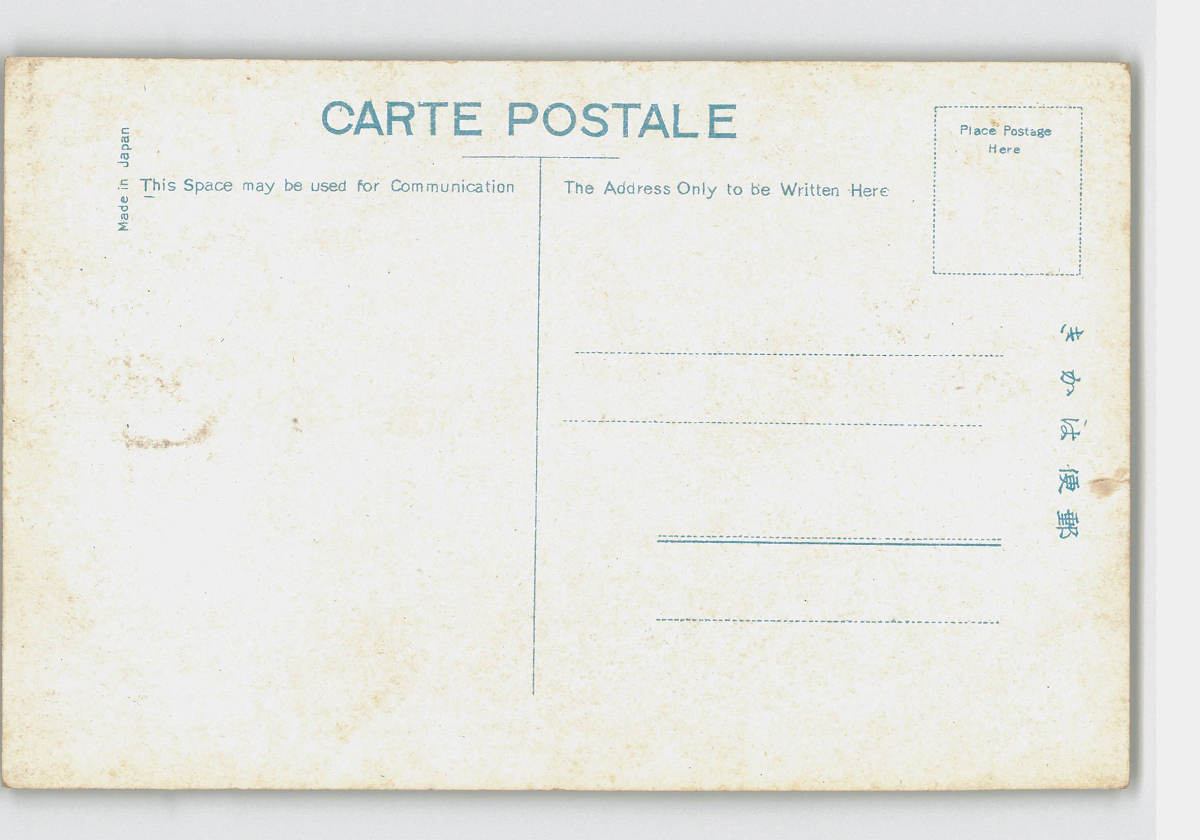 CARTE POSTALE
Made in Japan
This Space may be used for Communication
The Address Only to be Written Here
Place Postage
Here
郵便はかき